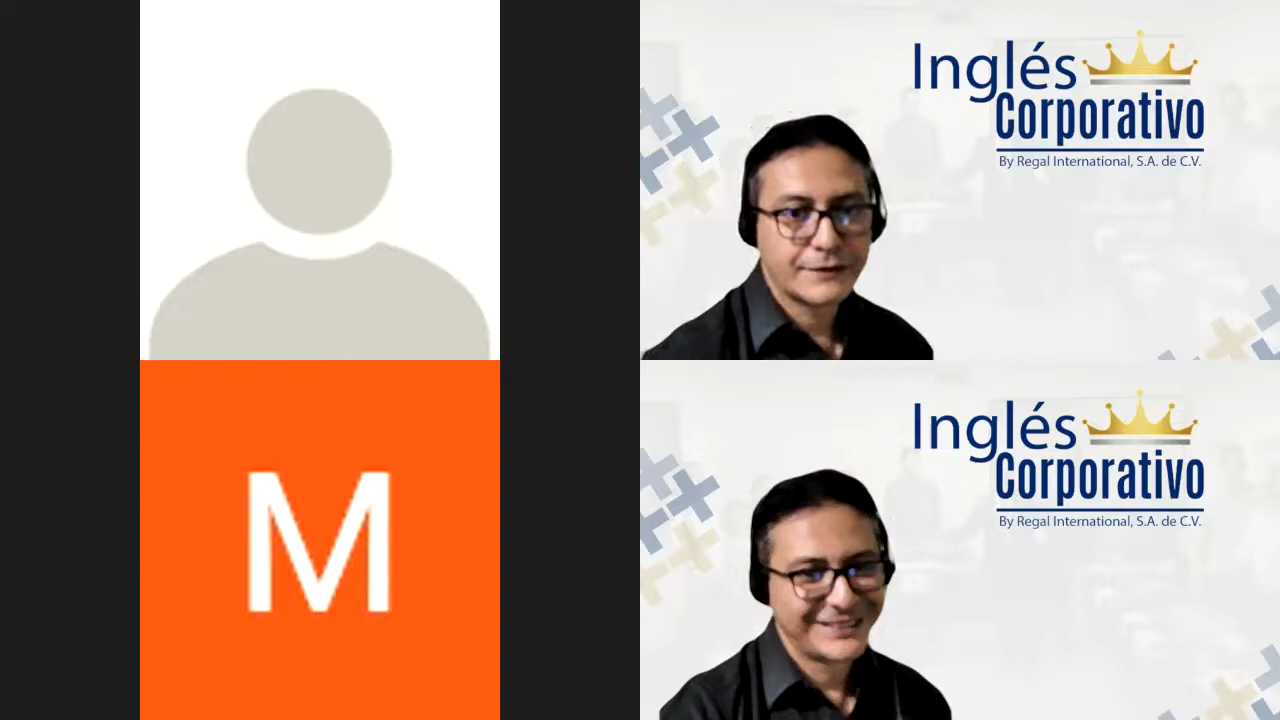 Inglés
Corporativo
By Regal International, S.A. de C.V.
M
Inglés
Corporativo
By Regal International, S.A. de C.V.